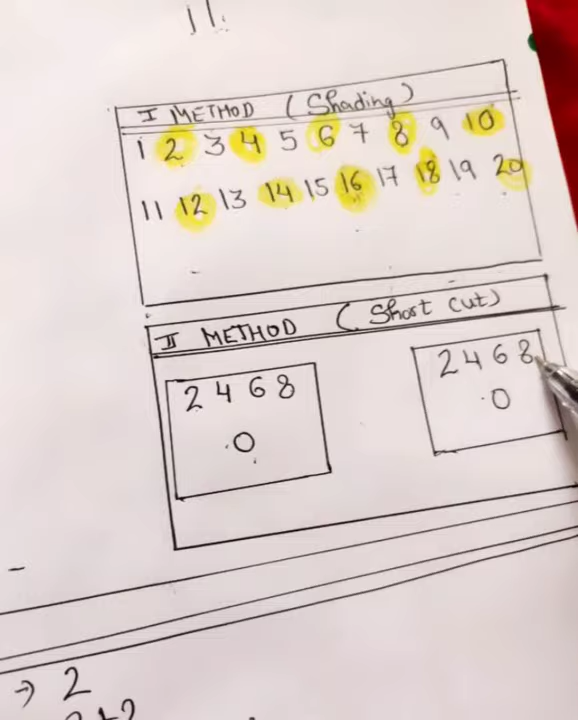 I METHOD (Shading)
1 2 3 4 5 6 7 8 9 10
11 12 13 14 15 16 17 18 19 20
II METHOD (Short cut)
2 4 6 8
0
2 4 6 8
0
→ 2